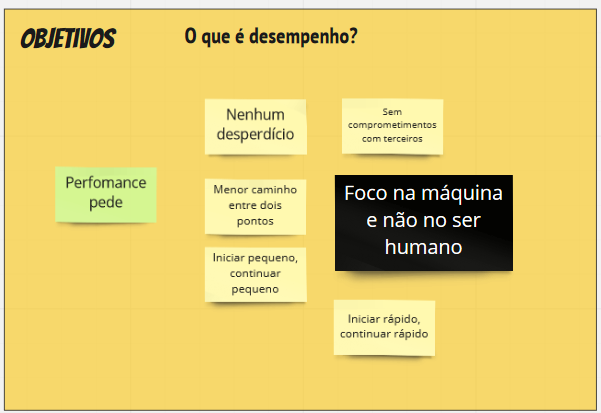 OBJETIVOS
O que é desempenho?
Nenhum
desperdício
Sem
comprometimentos
com terceiros
Perfomance
pede
Menor caminho
entre dois
pontos
Foco na máquina
e não no ser
humano
Iniciar pequeno,
continuar
pequeno
Iniciar rápido,
continuar rápido